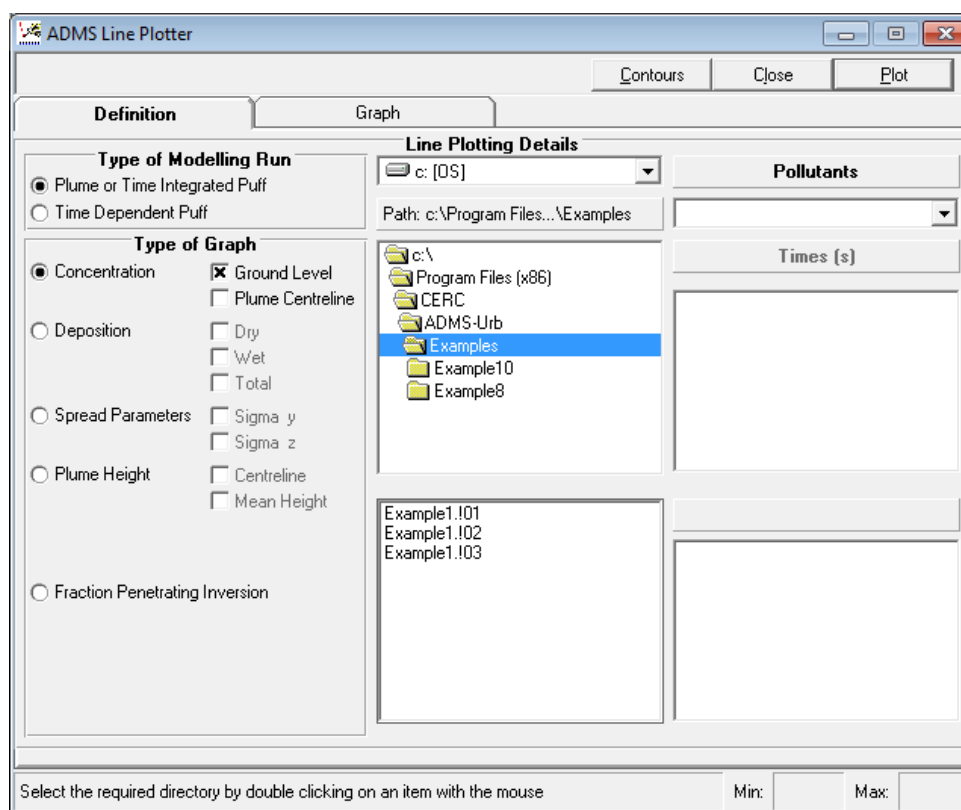 ADMS Line Plotter
Contours
Close
Plot
Definition
Graph
Line Plotting Details
Type of Modelling Run
Plume or Time Integrated Puff
Time Dependent Puff
Type of Graph
Concentration
Ground Level
Plume Centreline
Deposition
Dry
Wet
Total
Spread Parameters
Sigma y
Sigma z
Plume Height
Centreline
Mean Height
Fraction Penetrating Inversion
c: [OS]
Path: c:\Program Files...\Examples
c:\
Program Files (x86)
CERC
ADMS-Urb
Examples
Example10
Example8
Example1.!01
Example1.!02
Example1.!03
Pollutants
Times (s)
Select the required directory by double clicking on an item with the mouse
Min:
Max: